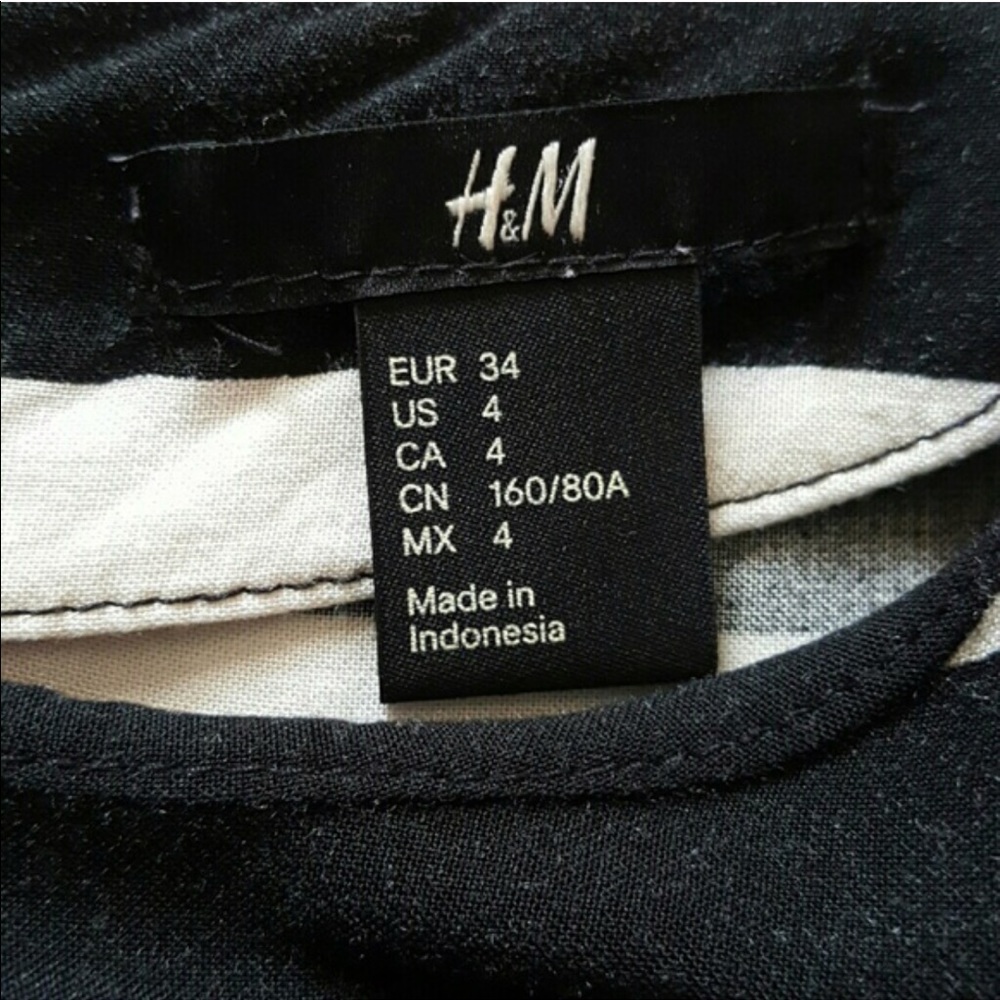 H&M
EUR 34
US 4
CA 4
CN 160/80A
MX 4
Made in
Indonesia